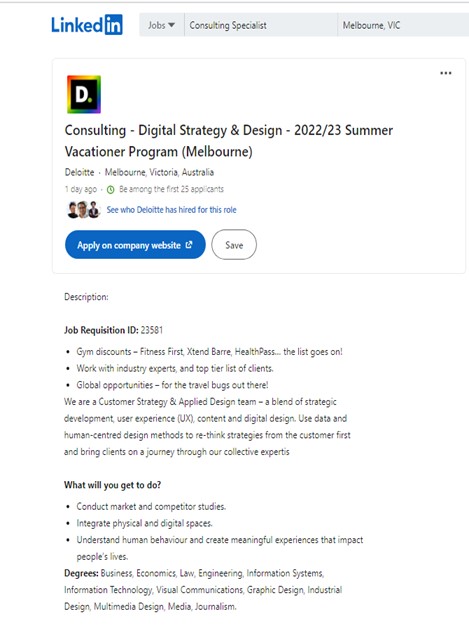 Linked in
Jobs Consulting Specialist Melbourne, VIC
D.
Consulting - Digital Strategy & Design - 2022/23 Summer
Vacationer Program (Melbourne)
Deloitte · Melbourne, Victoria, Australia
1 day ago · Be among the first 25 applicants
See who Deloitte has hired for this role
Apply on company website Save
Description:
Job Requisition ID: 23581
• Gym discounts – Fitness First, Xtend Barre, HealthPass... the list goes on!
• Work with industry experts, and top tier list of clients.
• Global opportunities – for the travel bugs out there!
We are a Customer Strategy & Applied Design team – a blend of strategic
development, user experience (UX), content and digital design. Use data and
human-centred design methods to re-think strategies from the customer first
and bring clients on a journey through our collective expertis
What will you get to do?
• Conduct market and competitor studies.
• Integrate physical and digital spaces.
• Understand human behaviour and create meaningful experiences that impact
people's lives.
Degrees: Business, Economics, Law, Engineering, Information Systems,
Information Technology, Visual Communications, Graphic Design, Industrial
Design, Multimedia Design, Media, Journalism.